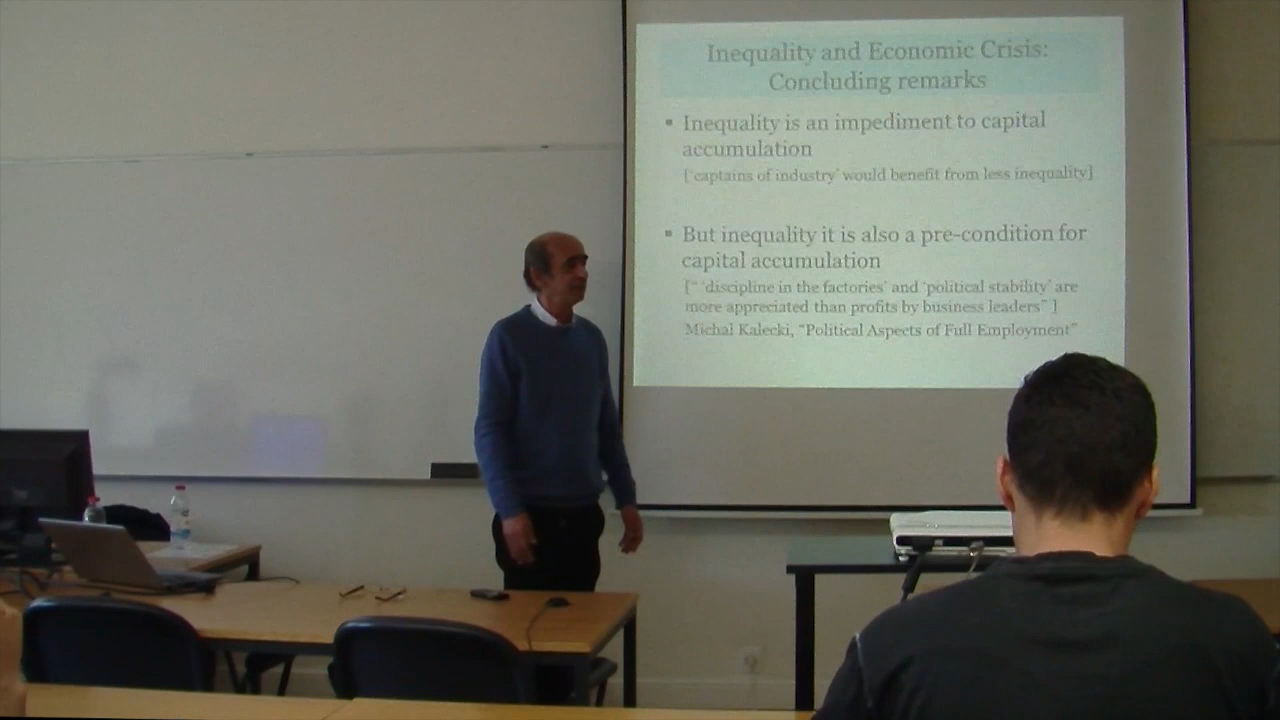 Inequality and Economic Crisis:
Concluding remarks
▪ Inequality is an impediment to capital
accumulation
[‘captains of industry’ would benefit from less inequality]
▪ But inequality it is also a pre-condition for
capital accumulation
[“ ‘discipline in the factories’ and ‘political stability’ are
more appreciated than profits by business leaders” ]
Michal Kalecki, “Political Aspects of Full Employment”